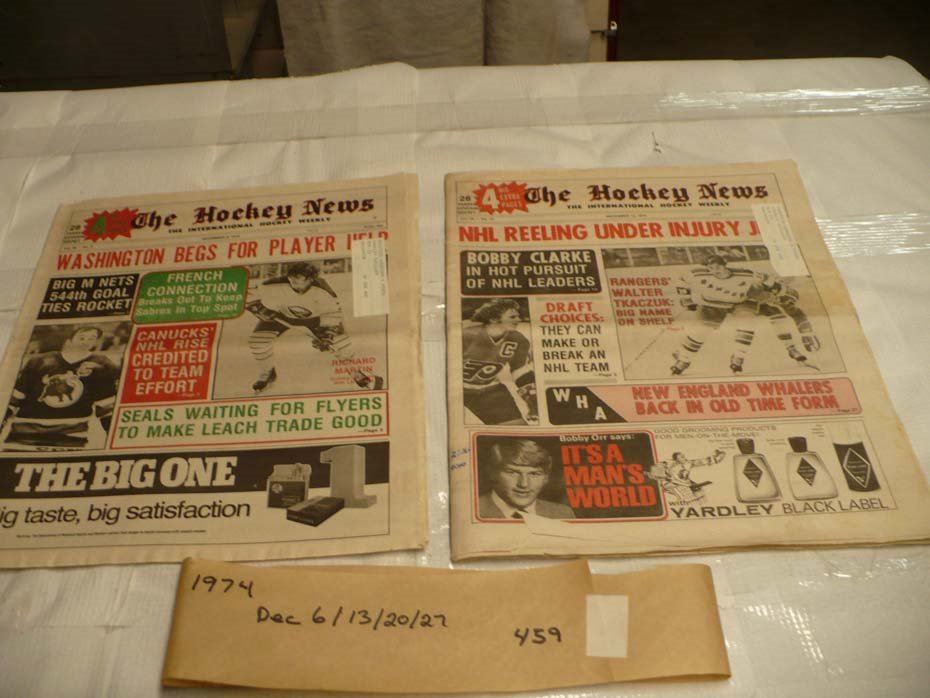 The Hockey News
THE INTERNATIONAL HOCKEY WEEKLY
WASHINGTON BEGS FOR PLAYER HELP
BIG M NETS
544th GOAL
TIES ROCKET
FRENCH
CONNECTION
Breaks Out To Keep
Sabres In Top Spot
CANUCKS'
NHL RISE
CREDITED
TO TEAM
EFFORT
RICHARD
MARTIN
SEALS WAITING FOR FLYERS
TO MAKE LEACH TRADE GOOD
THE BIG ONE
1
ig taste, big satisfaction
28
4
EXTRA
PAGES
The Hockey News
THE INTERNATIONAL HOCKEY WEEKLY
NHL REELING UNDER INJURY J
BOBBY CLARKE
IN HOT PURSUIT
OF NHL LEADERS
DRAFT
CHOICES:
THEY CAN
MAKE OR
BREAK AN
NHL TEAM
C
RANGERS'
WALTER
TKACZUK:
BIG NAME
ON SHELF
WHA
NEW ENGLAND WHALERS
BACK IN OLD TIME FORM
Bobby Orr says:
IT'S A
MAN'S
WORLD
GOOD GROOMING PRODUCTS
FOR MEN-ON-THE-MOVE!
with
YARDLEY BLACK LABEL
1974
Dec 6/13/20/27
459